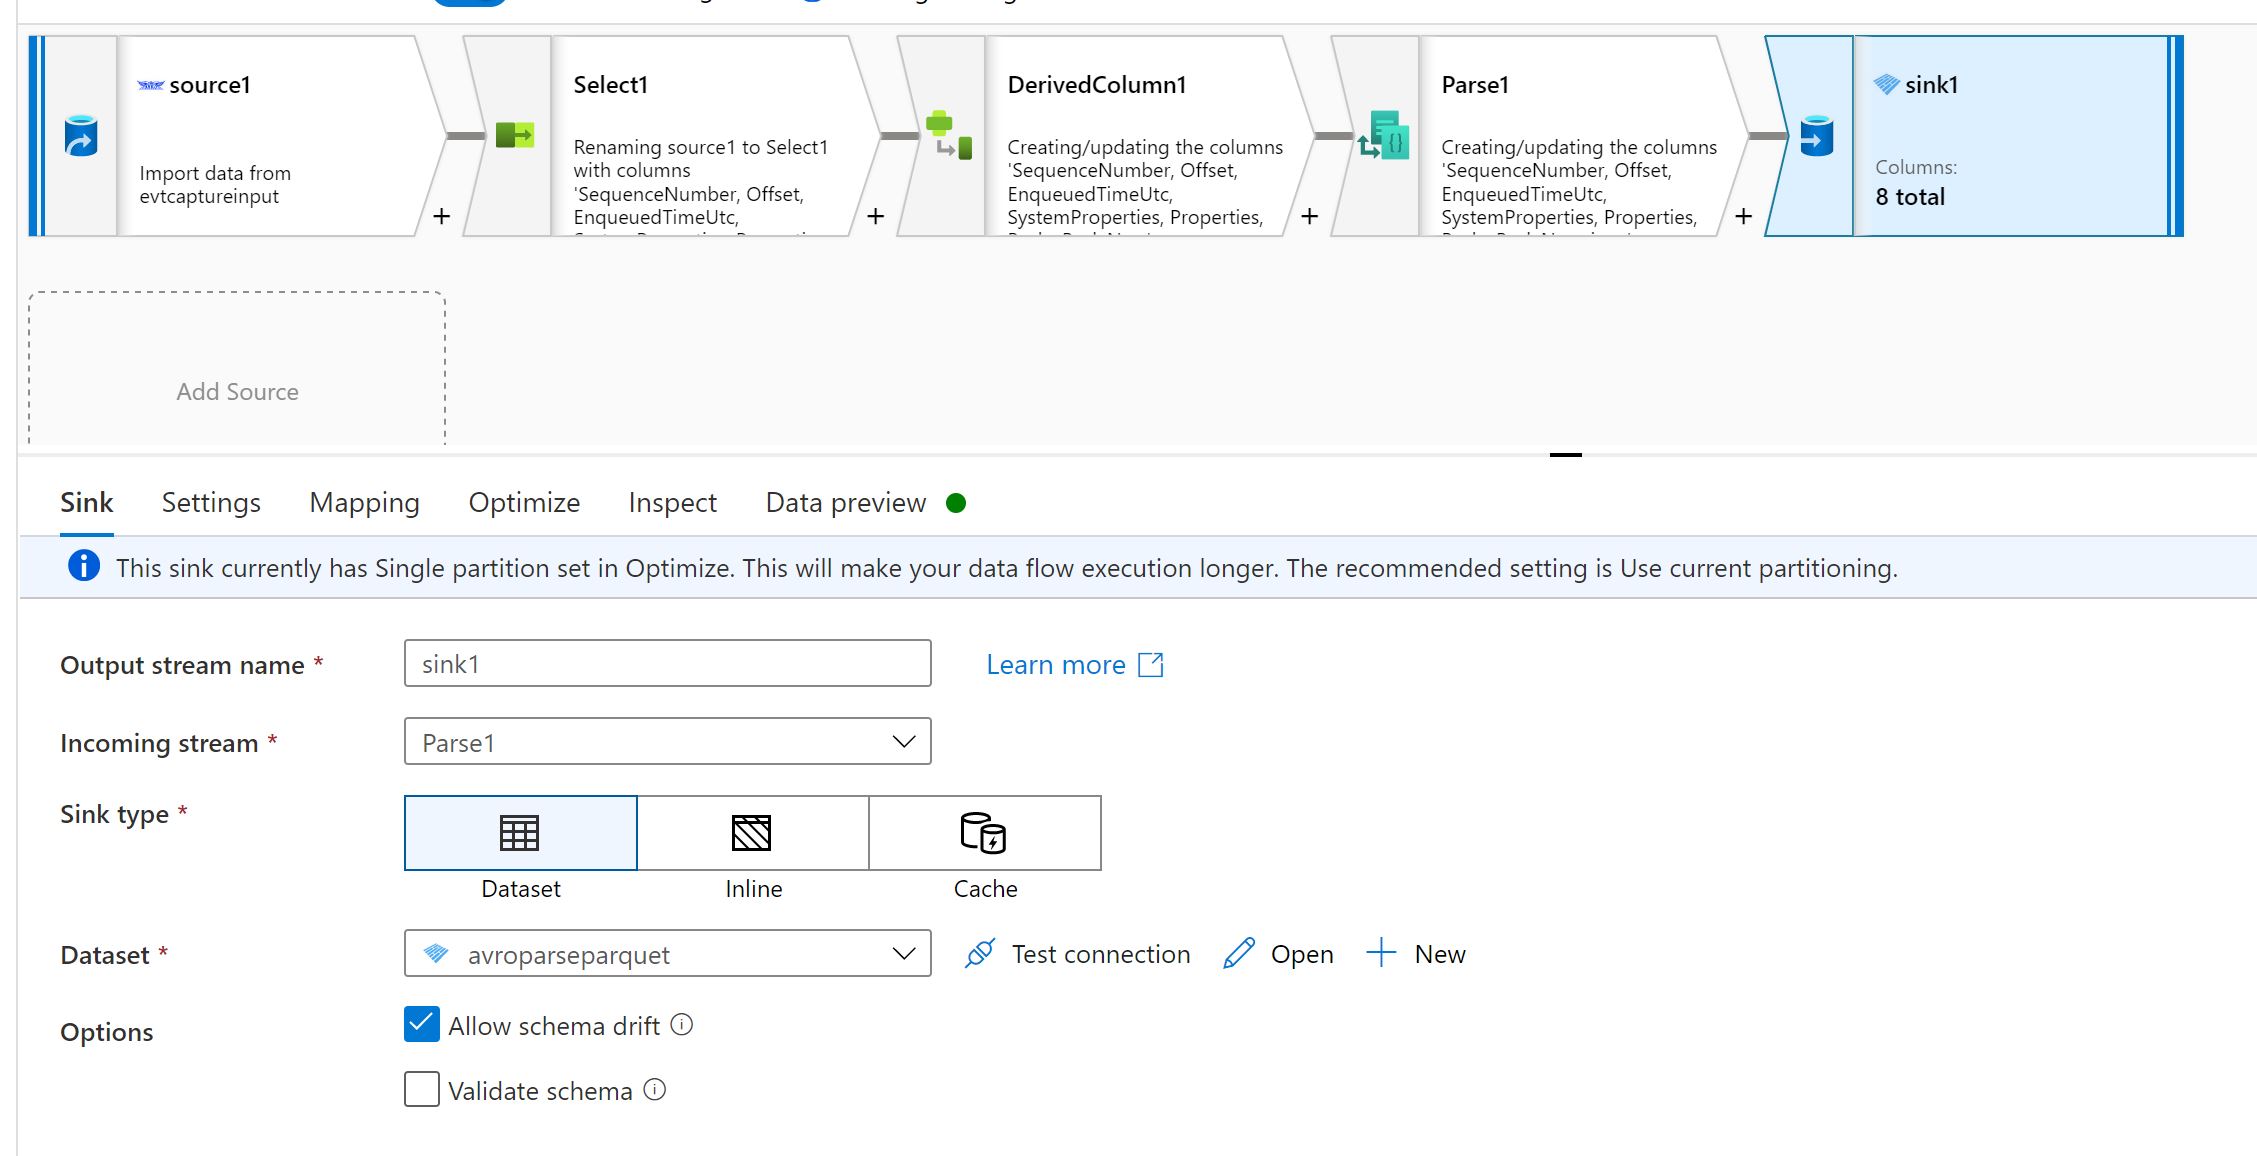 source1
Import data from
evtcaptureinput
+
Select1
Renaming source1 to Select1
with columns
'SequenceNumber, Offset,
EnqueuedTimeUtc,
+
DerivedColumn1
Creating/updating the columns
'SequenceNumber, Offset,
EnqueuedTimeUtc,
SystemProperties, Properties,
+
Parse1
Creating/updating the columns
'SequenceNumber, Offset,
EnqueuedTimeUtc,
SystemProperties, Properties,
+
sink1
Columns:
8 total
Add Source
Sink Settings Mapping Optimize Inspect Data preview
This sink currently has Single partition set in Optimize. This will make your data flow execution longer. The recommended setting is Use current partitioning.
Output stream name * sink1 Learn more
Incoming stream * Parse1
Sink type *
Dataset Inline Cache
Dataset * avroparseparquet Test connection Open New
Options Allow schema drift
Validate schema